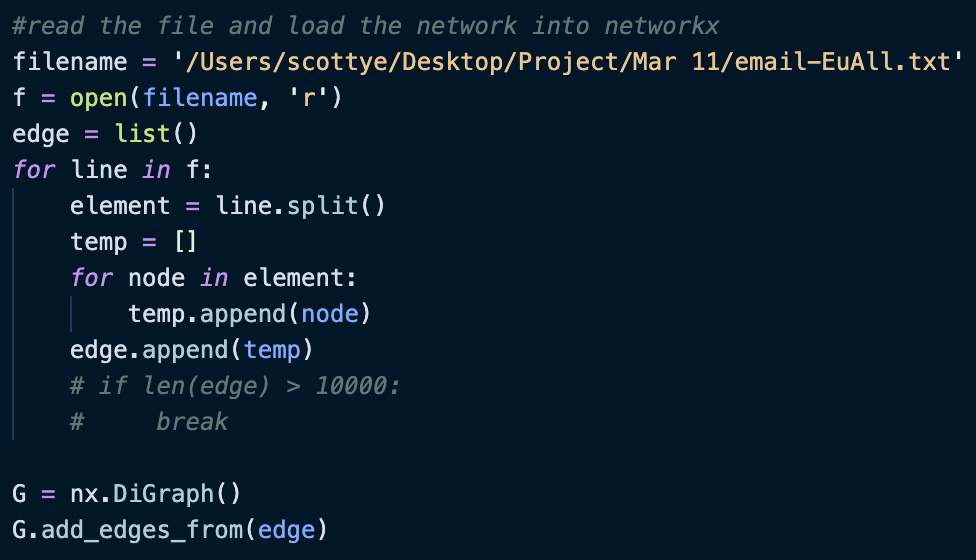 #read the file and load the network into networkx
filename = '/Users/scottye/Desktop/Project/Mar 11/email-EuAll.txt'
f = open(filename, 'r')
edge = list()
for line in f:
    element = line.split()
    temp = []
    for node in element:
        temp.append(node)
    edge.append(temp)
    # if len(edge) > 10000:
    #     break

G = nx.DiGraph()
G.add_edges_from(edge)